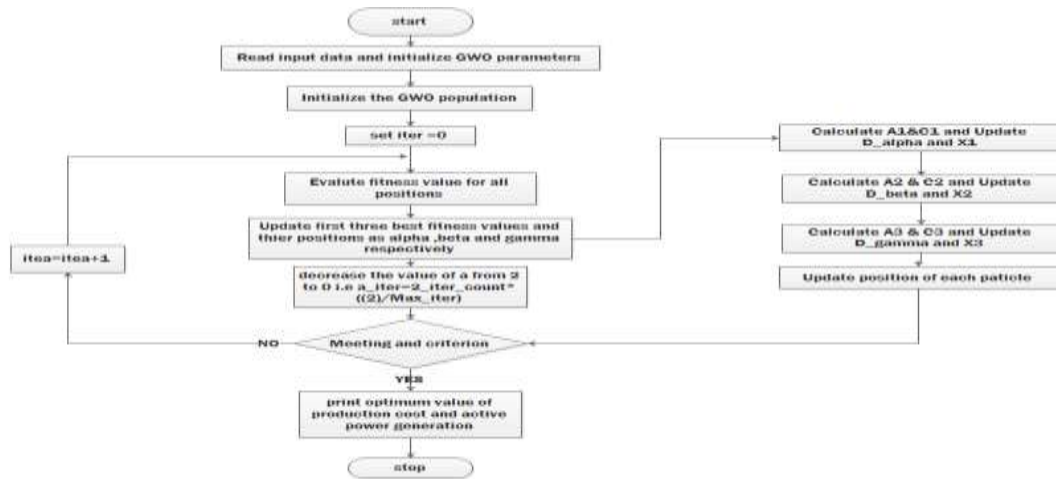 start
Read input data and initialize GWO parameters
Initialize the GWO population
set iter =0
Evalute fitness value for all
positions
Update first three best fitness values and
thier positions as alpha ,beta and gamma
respectively
decrease the value of a from 2
to 0 i.e a_iter=2_iter_count*
((2)/Max_iter)
Meeting and criterion
NO
itea=itea+1
YES
print optimum value of
production cost and active
power generation
stop
Calculate A1&C1 and Update
D_alpha and X1
Calculate A2 & C2 and Update
D_beta and X2
Calculate A3 & C3 and Update
D_gamma and X3
Update position of each paticle